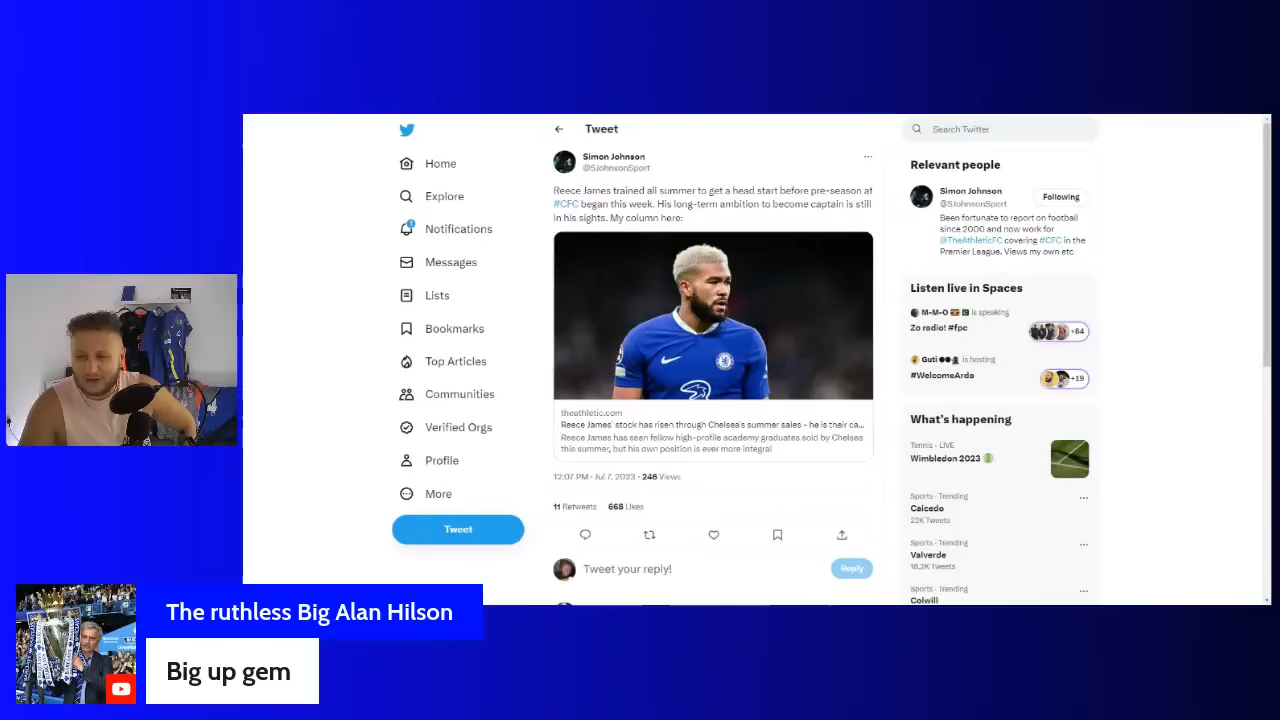 Tweet
Search Twitter
Home
Explore
Notifications
Messages
Lists
Bookmarks
Top Articles
Communities
Verified Orgs
Profile
More
Tweet
Simon Johnson
@SJohnsonSport
Reece James trained all summer to get a head start before pre-season at
#CFC began this week. His long-term ambition to become captain is still
in his sights. My column here:
theathletic.com
Reece James' stock has risen through Chelsea's summer sales - he is their ca...
Reece James has seen fellow high-profile academy graduates sold by Chelsea
this summer, but his own position is ever more integral
12:07 PM · Jul 7, 2023 · 246 Views
11 Retweets 668 Likes
Tweet your reply!
Reply
Relevant people
Simon Johnson
@SJohnsonSport
Following
Been fortunate to report on football
since 2000 and now work for
@TheAthleticFC covering #CFC in the
Premier League. Views my own etc
Listen live in Spaces
M-M-O is speaking
Zo radio! #fpc
+84
Guti is hosting
#WelcomeArda
+19
What's happening
Tennis · LIVE
Wimbledon 2023
Sports · Trending
Caicedo
22K Tweets
Sports · Trending
Valverde
18.2K Tweets
Sports · Trending
Colwill
The ruthless Big Alan Hilson
Big up gem